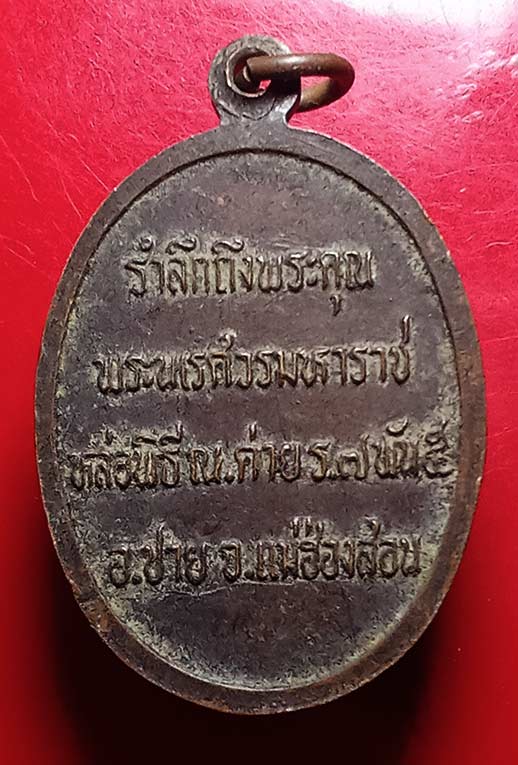 รำลึกถึงพระคุณ
พระนเรศวรมหาราช
หล่อพิธี ณ.ค่าย ร.๗ พัน ๕
อ.ปาย จ.แม่ฮ่องสอน